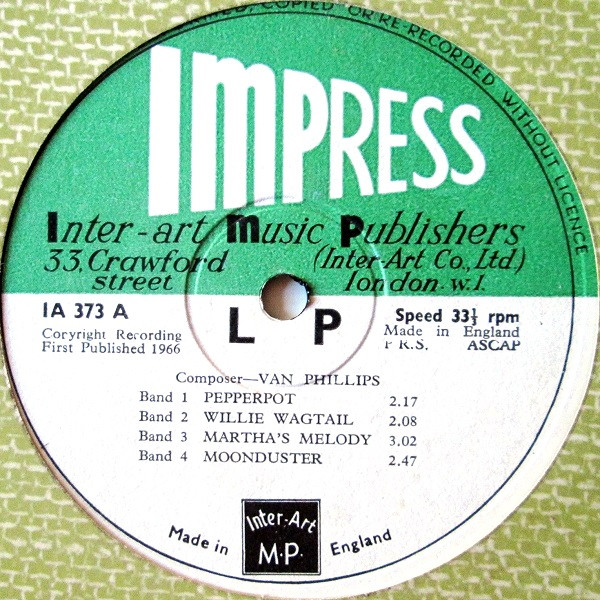 COPIED OR RE-RECORDED WITHOUT LICENCE
IMPRESS
Inter-art Music Publishers
33, Crawford street
(Inter-Art Co., Ltd.)
london. w.1.
IA 373 A
L P
Speed 33⅓ rpm
Copyright Recording
First Published 1966
Made in England
P R.S. ASCAP
Composer—VAN PHILLIPS
Band 1 PEPPERPOT 2.17
Band 2 WILLIE WAGTAIL 2.08
Band 3 MARTHA'S MELODY 3.02
Band 4 MOONDUSTER 2.47
Inter-Art
M.P.
Made in England